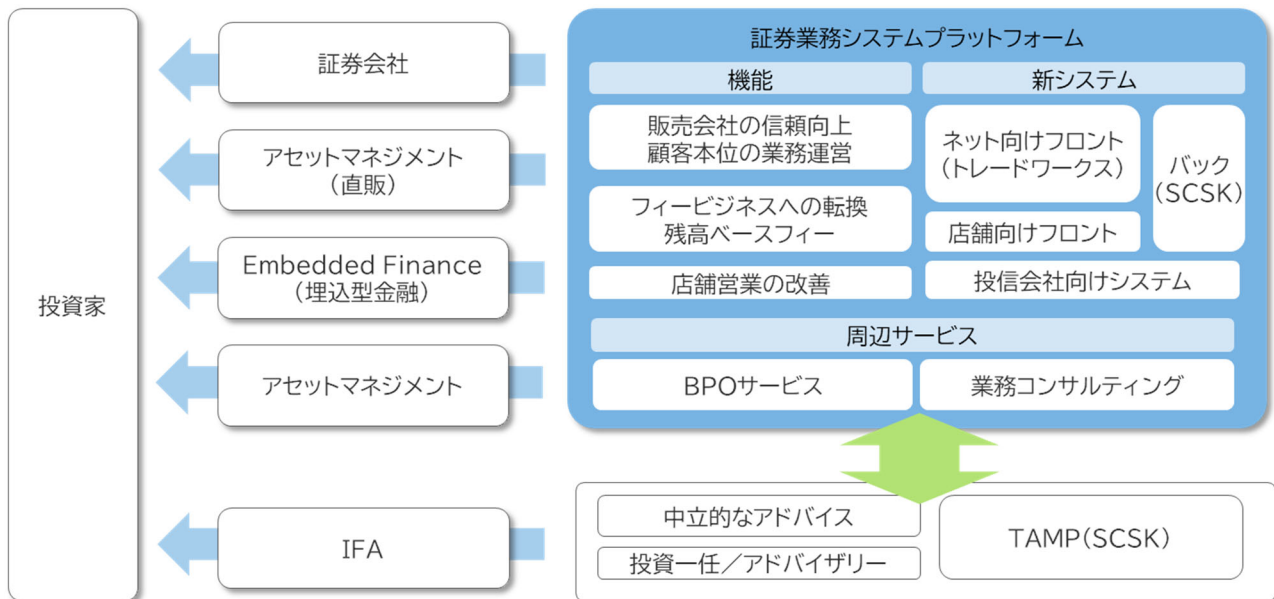 投資家
証券会社
アセットマネジメント
（直販）
Embedded Finance
（埋込型金融）
アセットマネジメント
IFA
証券業務システムプラットフォーム
機能
販売会社の信頼向上
顧客本位の業務運営
フィービジネスへの転換
残高ベースフィー
店舗営業の改善
新システム
ネット向けフロント
（トレードワークス）
店舗向けフロント
バック
(SCSK)
投信会社向けシステム
周辺サービス
BPOサービス
業務コンサルティング
中立的なアドバイス
投資一任／アドバイザリー
TAMP(SCSK)